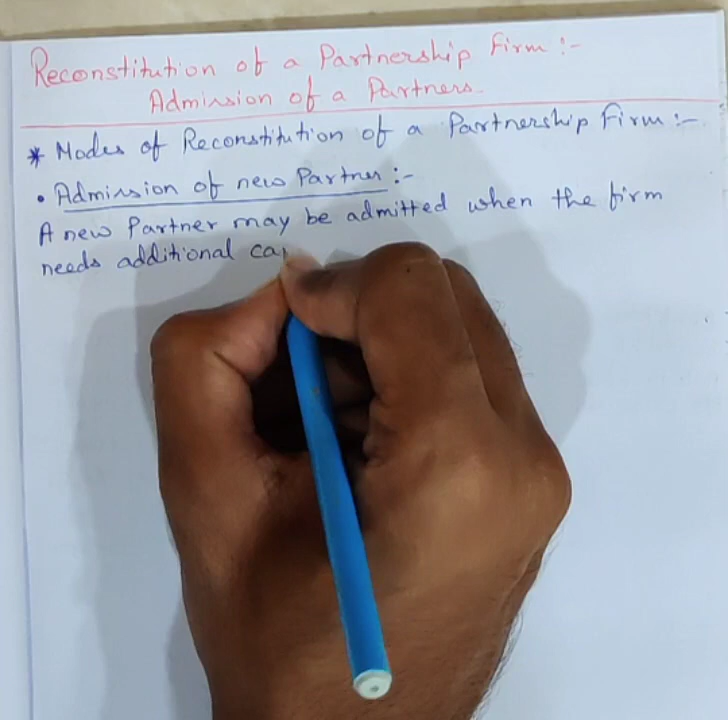 Reconstitution of a Partnership Firm :-
Admission of a Partners.
* Modes of Reconstitution of a Partnership Firm :-
• Admission of new Partner :-
A new Partner may be admitted when the firm
needs additional cap